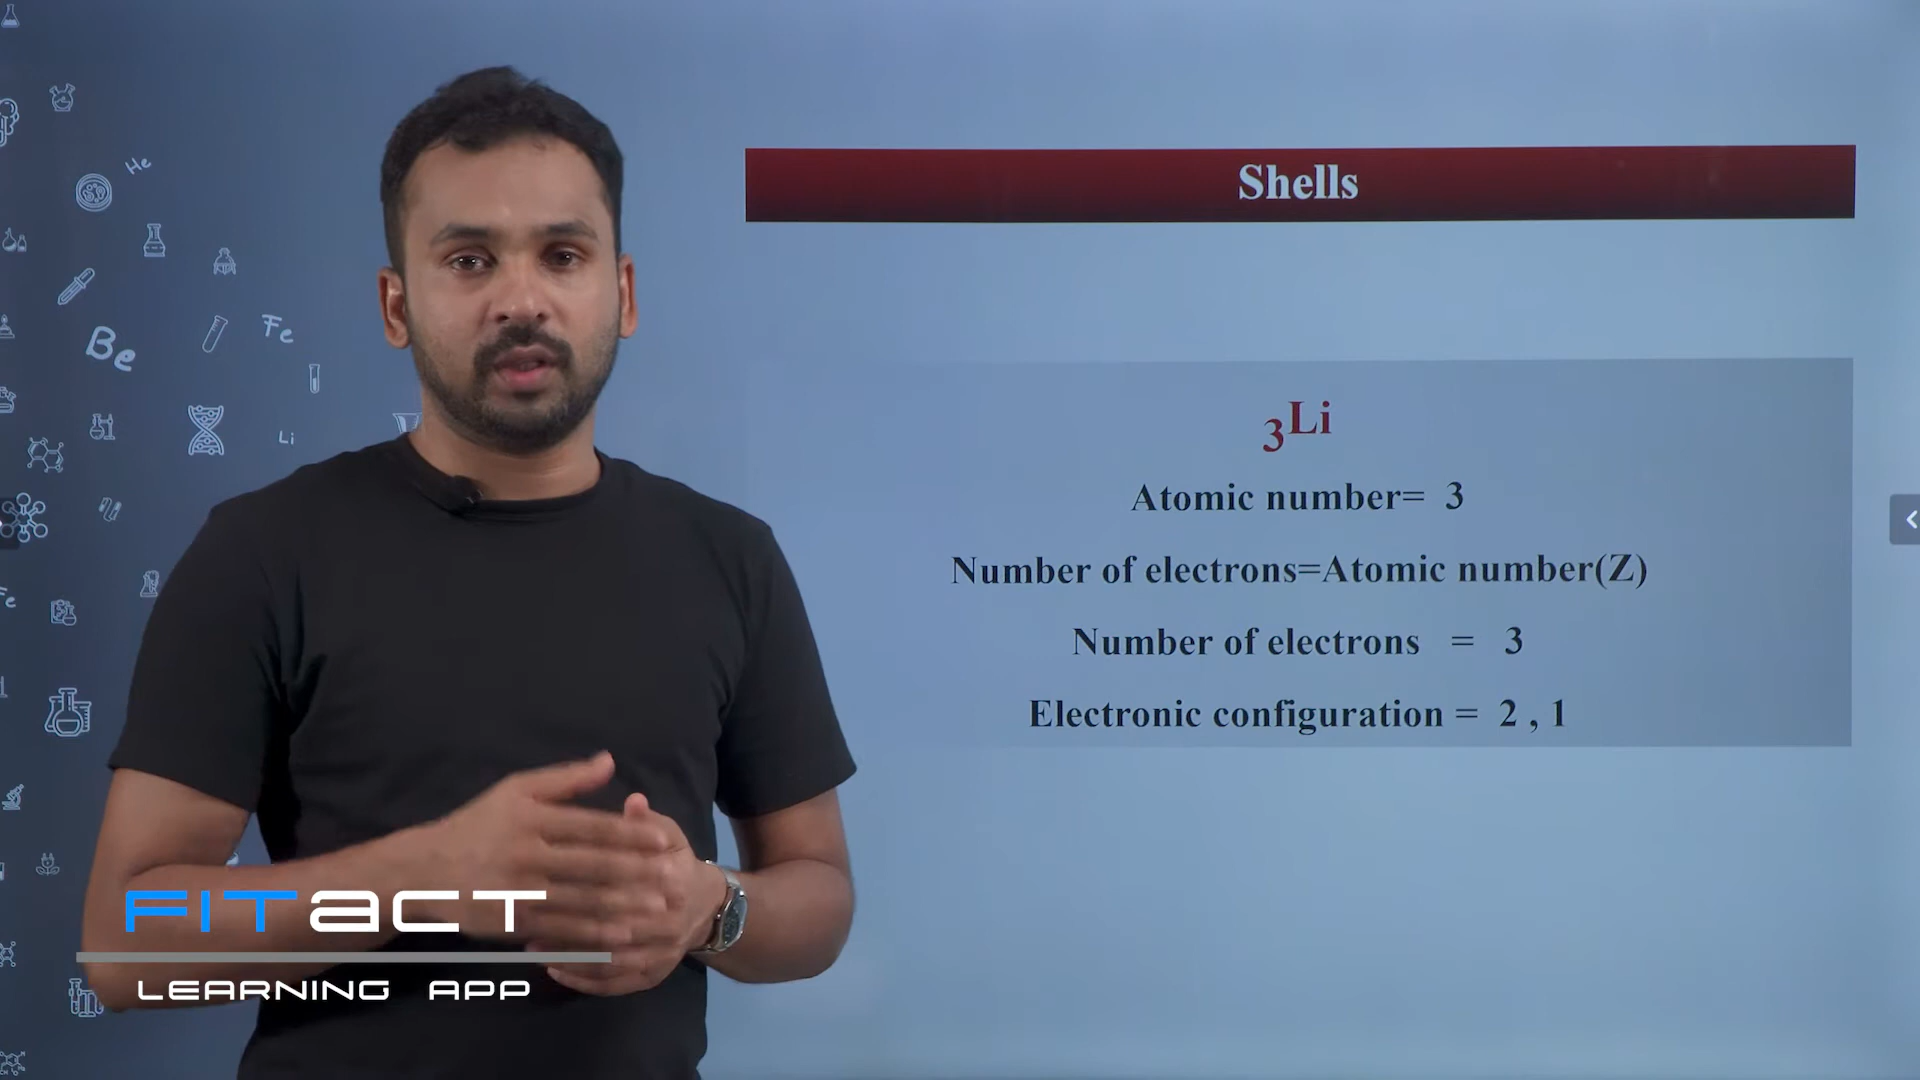 He
Be
Fe
Li
Shells
₃Li
Atomic number= 3
Number of electrons=Atomic number(Z)
Number of electrons = 3
Electronic configuration = 2 , 1
FITACT
LEARNING APP